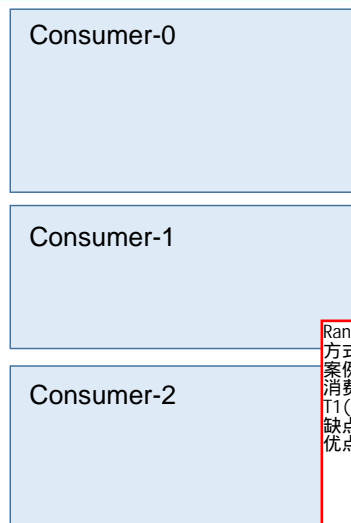 Consumer-0
Consumer-1
Ran
方式
案例
消费
T1(
缺点
优点
Consumer-2